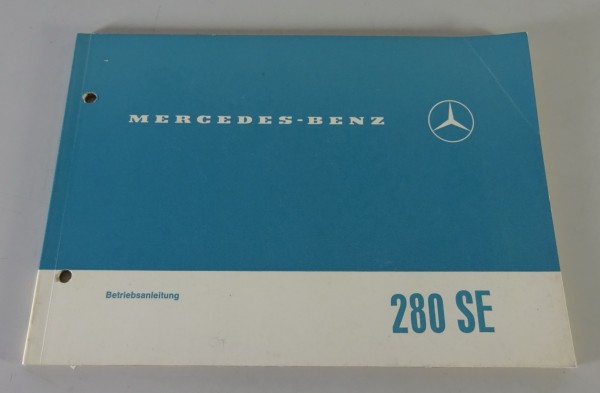 MERCEDES-BENZ
Betriebsanleitung
280 SE